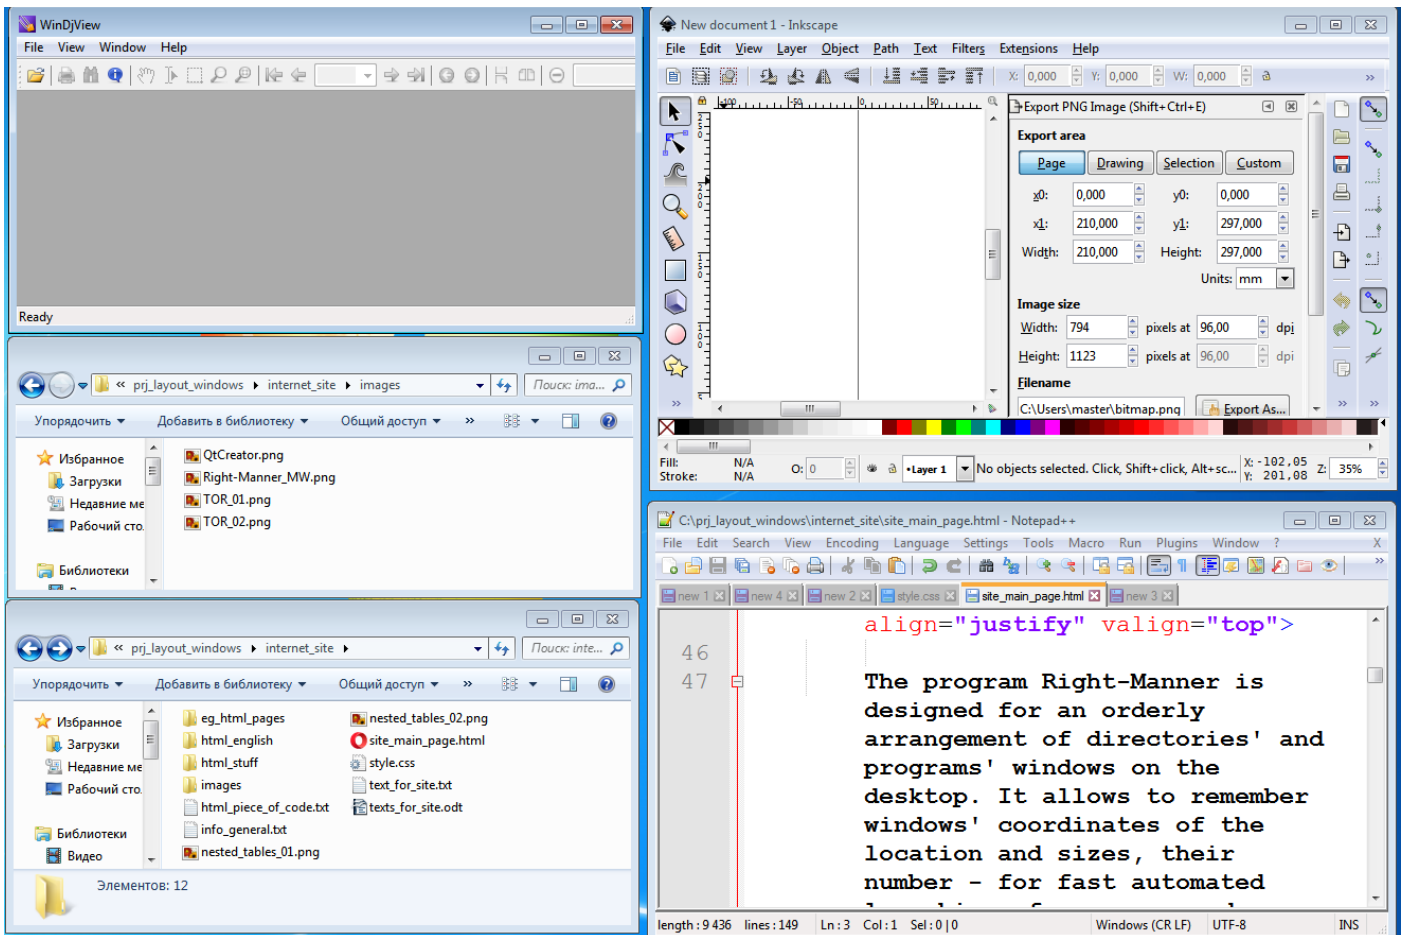 WinDjView
File View Window Help
Ready
prj_layout_windows internet_site images
Поиск: ima...
Упорядочить Добавить в библиотеку Общий доступ »
Избранное
Загрузки
Недавние ме
Рабочий сто
Библиотеки
QtCreator.png
Right-Manner_MW.png
TOR_01.png
TOR_02.png
« prj_layout_windows internet_site
Поиск: inte...
Упорядочить Добавить в библиотеку Общий доступ »
Избранное
Загрузки
Недавние ме
Рабочий сто
Библиотеки
Видео
eg_html_pages
html_english
html_stuff
images
html_piece_of_code.txt
info_general.txt
nested_tables_01.png
nested_tables_02.png
site_main_page.html
style.css
text_for_site.txt
texts_for_site.odt
Элементов: 12
New document 1 - Inkscape
File Edit View Layer Object Path Text Filters Extensions Help
X: 0,000 Y: 0,000 W: 0,000
Export PNG Image (Shift+Ctrl+E)
Export area
Page Drawing Selection Custom
x0: 0,000 y0: 0,000
x1: 210,000 y1: 297,000
Width: 210,000 Height: 297,000
Units: mm
Image size
Width: 794 pixels at 96,00 dpi
Height: 1123 pixels at 96,00 dpi
Filename
C:\Users\master\bitmap.png Export As...
Fill: N/A
Stroke: N/A
O: 0 •Layer 1 No objects selected. Click, Shift+click, Alt+sc...
X: -102,05
Y: 201,08
Z: 35%
C:\prj_layout_windows\internet_site\site_main_page.html - Notepad++
File Edit Search View Encoding Language Settings Tools Macro Run Plugins Window ? X
new 1 new 4 new 2 style.css site_main_page.html new 3
align="justify" valign="top">
46
47 The program Right-Manner is
designed for an orderly
arrangement of directories' and
programs' windows on the
desktop. It allows to remember
windows' coordinates of the
location and sizes, their
number - for fast automated
length : 9 436 lines : 149 Ln : 3 Col : 1 Sel : 0 | 0 Windows (CR LF) UTF-8 INS